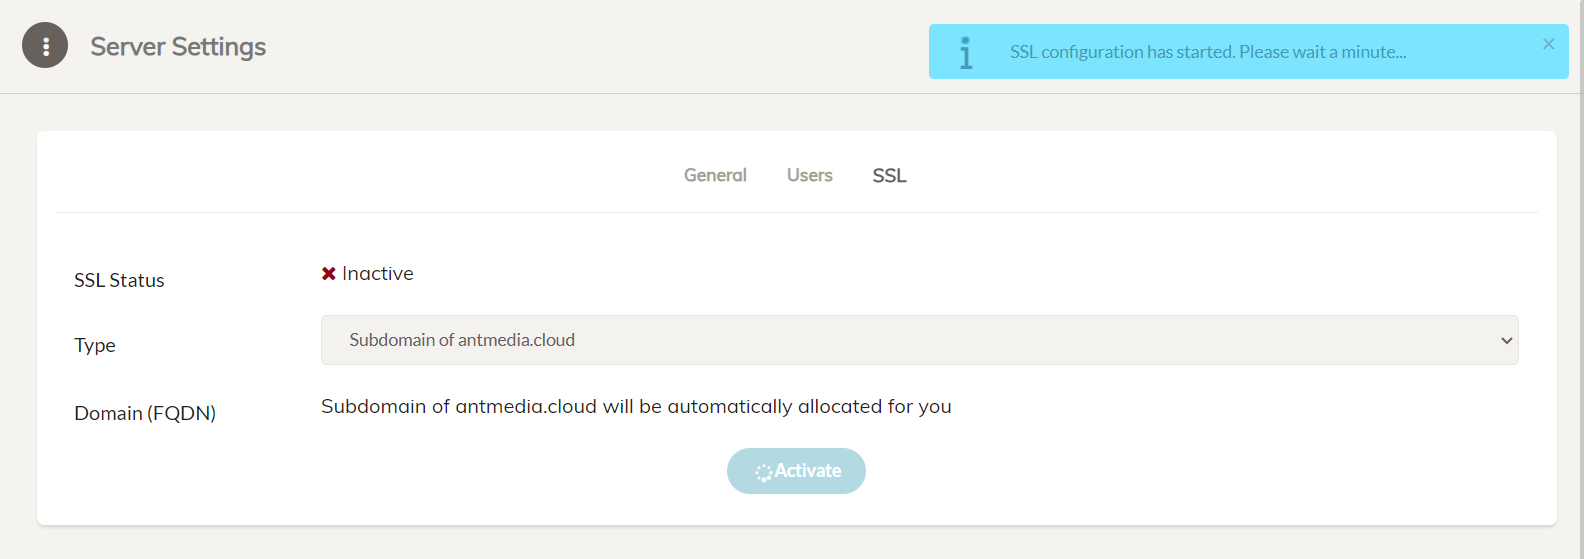 Server Settings
SSL configuration has started. Please wait a minute...
General Users SSL
SSL Status
Inactive
Type
Subdomain of antmedia.cloud
Domain (FQDN)
Subdomain of antmedia.cloud will be automatically allocated for you
Activate